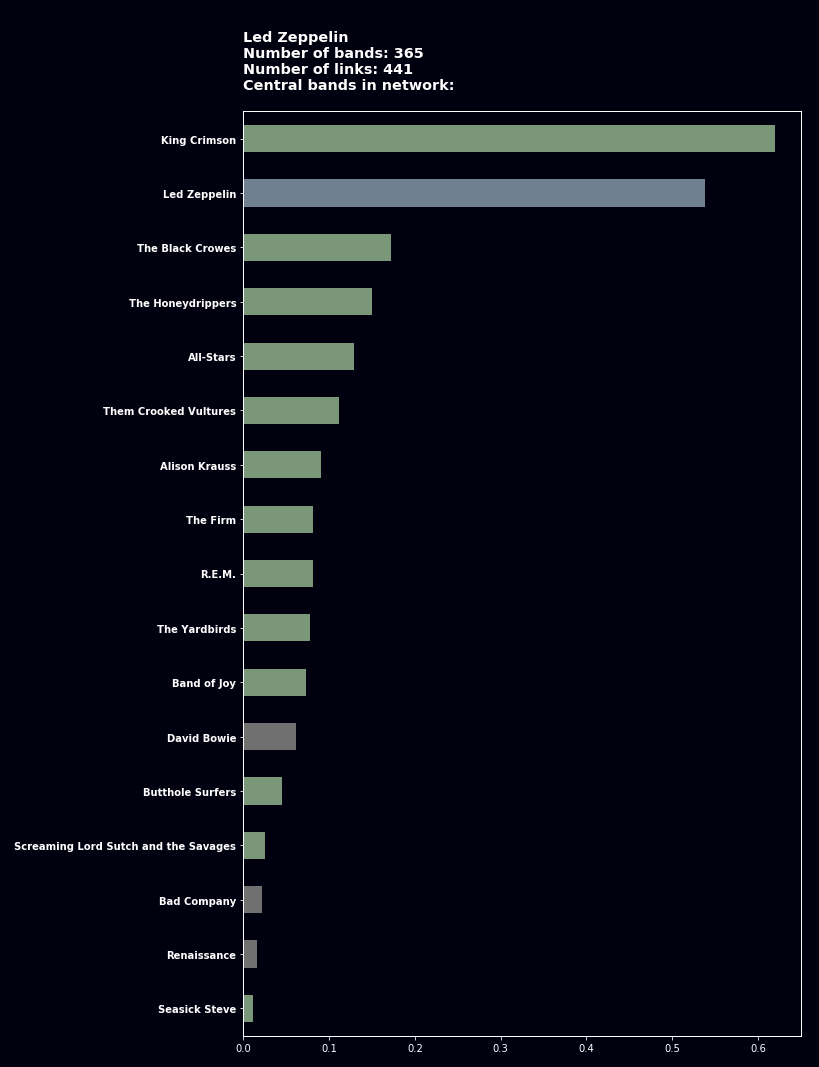 Led Zeppelin
Number of bands: 365
Number of links: 441
Central bands in network:
King Crimson
Led Zeppelin
The Black Crowes
The Honeydrippers
All-Stars
Them Crooked Vultures
Alison Krauss
The Firm
R.E.M.
The Yardbirds
Band of Joy
David Bowie
Butthole Surfers
Screaming Lord Sutch and the Savages
Bad Company
Renaissance
Seasick Steve
0.0 0.1 0.2 0.3 0.4 0.5 0.6